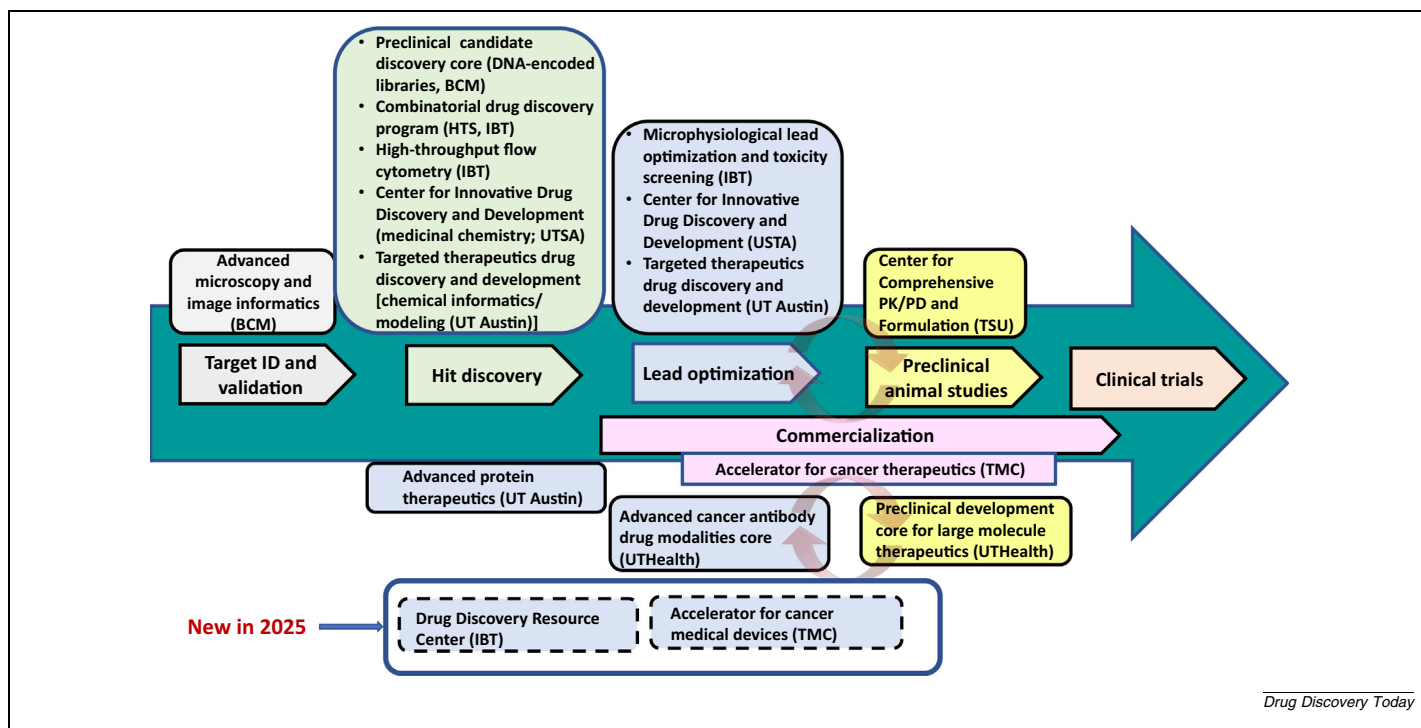 • Preclinical candidate
discovery core (DNA-encoded
libraries, BCM)
• Combinatorial drug discovery
program (HTS, IBT)
• High-throughput flow
cytometry (IBT)
• Center for Innovative Drug
Discovery and Development
(medicinal chemistry; UTSA)
• Targeted therapeutics drug
discovery and development
[chemical informatics/
modeling (UT Austin)]
• Microphysiological lead
optimization and toxicity
screening (IBT)
• Center for Innovative
Drug Discovery and
Development (USTA)
• Targeted therapeutics
drug discovery and
development (UT Austin)
Advanced
microscopy and
image informatics
(BCM)
Center for
Comprehensive
PK/PD and
Formulation (TSU)
Target ID and
validation
Hit discovery
Lead optimization
Preclinical
animal studies
Clinical trials
Commercialization
Accelerator for cancer therapeutics (TMC)
Advanced protein
therapeutics (UT Austin)
Advanced cancer antibody
drug modalities core
(UTHealth)
Preclinical development
core for large molecule
therapeutics (UTHealth)
New in 2025
Drug Discovery Resource
Center (IBT)
Accelerator for cancer
medical devices (TMC)
Drug Discovery Today